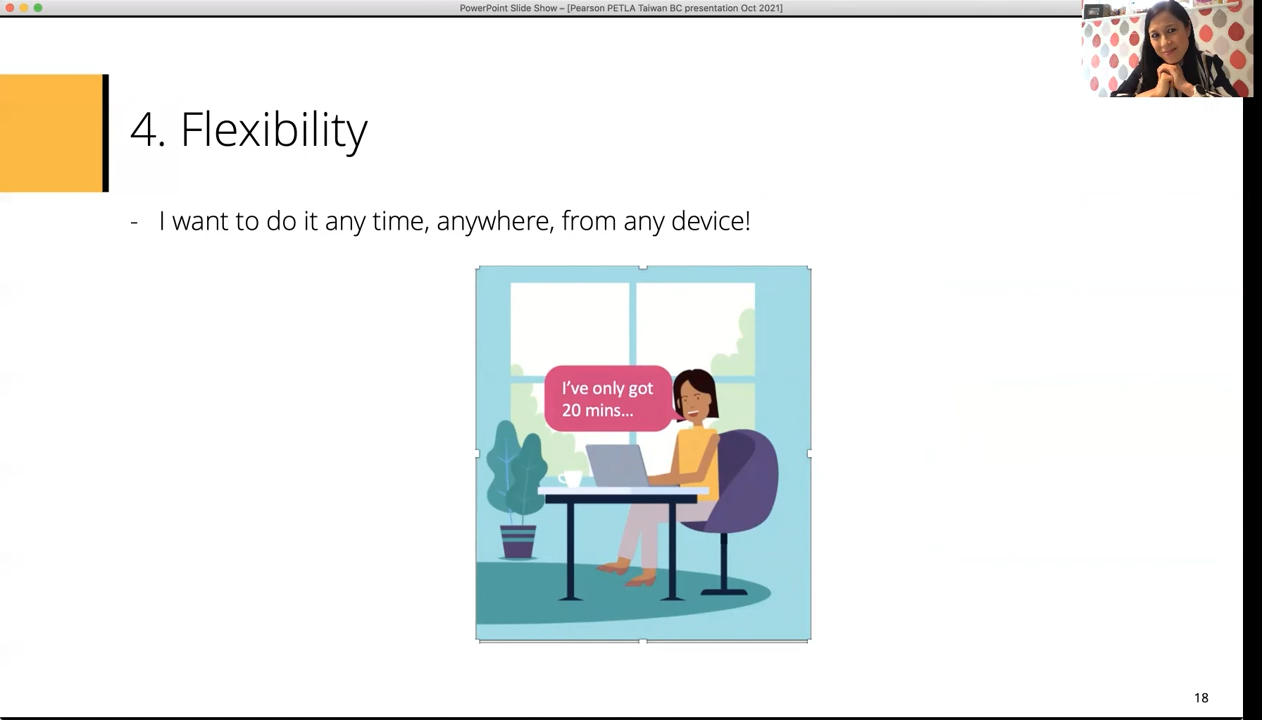 PowerPoint Slide Show – [Pearson PETLA Taiwan BC presentation Oct 2021]
4. Flexibility
- I want to do it any time, anywhere, from any device!
I've only got
20 mins...
18